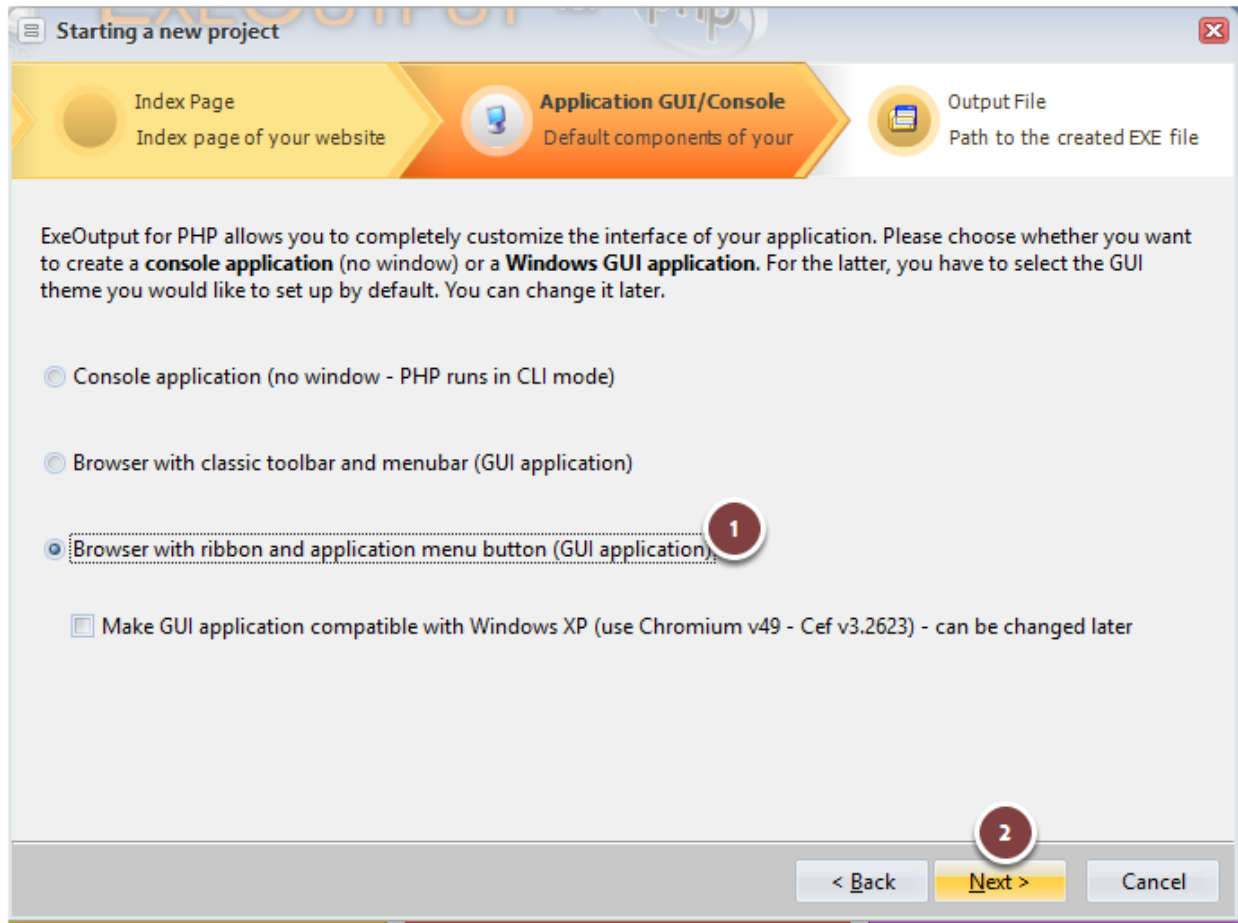 EXEOUTPUT for php
Starting a new project
Index Page
Index page of your website
Application GUI/Console
Default components of your
Output File
Path to the created EXE file
ExeOutput for PHP allows you to completely customize the interface of your application. Please choose whether you want
to create a console application (no window) or a Windows GUI application. For the latter, you have to select the GUI
theme you would like to set up by default. You can change it later.
Console application (no window - PHP runs in CLI mode)
Browser with classic toolbar and menubar (GUI application)
1
Browser with ribbon and application menu button (GUI application)
Make GUI application compatible with Windows XP (use Chromium v49 - Cef v3.2623) - can be changed later
2
< Back
Next >
Cancel